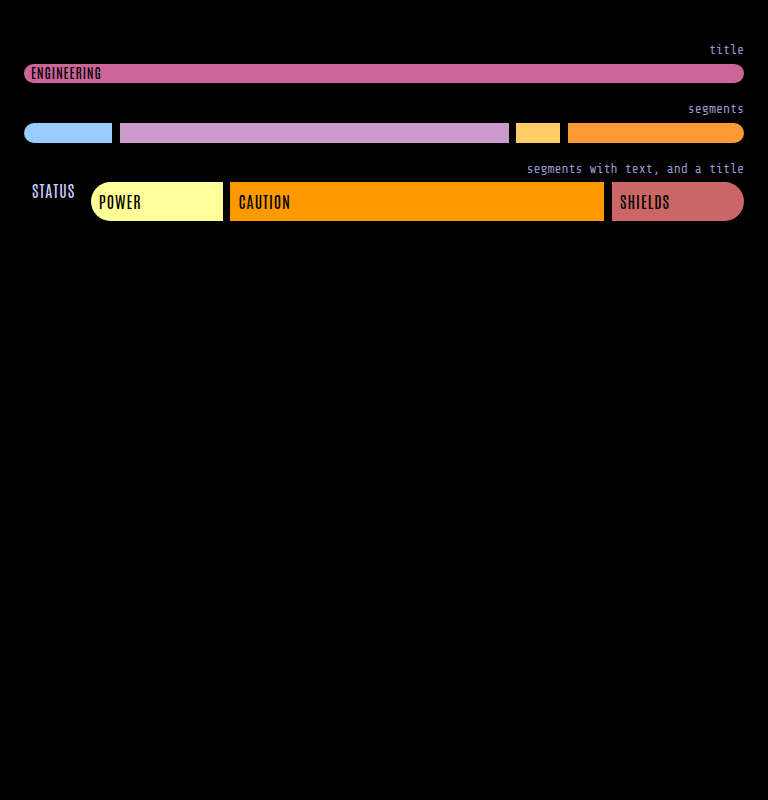 title
ENGINEERING
segments
segments with text, and a title
STATUS POWER CAUTION SHIELDS